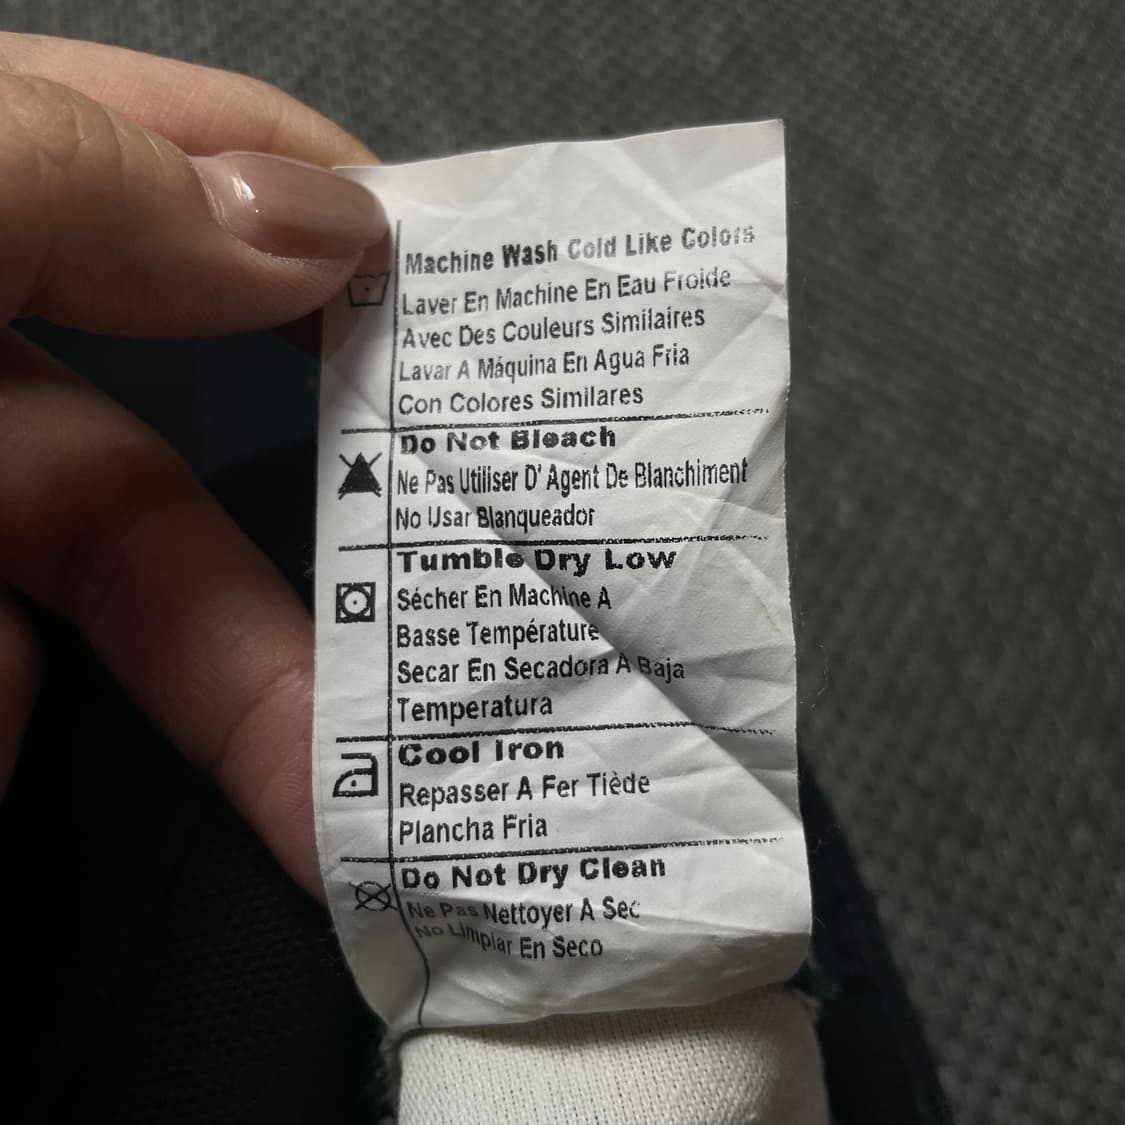 Machine Wash Cold Like Colors
Laver En Machine En Eau Froide
Avec Des Couleurs Similaires
Lavar A Máquina En Agua Fria
Con Colores Similares
Do Not Bleach
Ne Pas Utiliser D' Agent De Blanchiment
No Usar Blanqueador
Tumble Dry Low
Sécher En Machine A
Basse Température
Secar En Secadora A Baja
Temperatura
Cool Iron
Repasser A Fer Tiède
Plancha Fria
Do Not Dry Clean
Ne Pas Nettoyer A Sec
No Limpiar En Seco